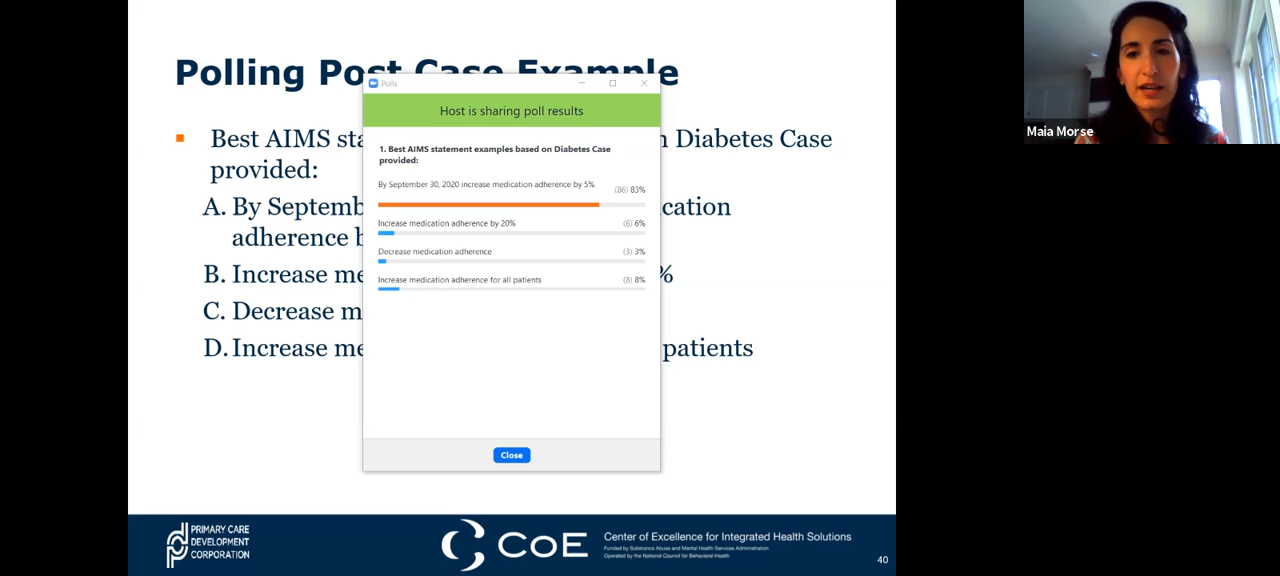 Polling Post Case Example
Polls
Host is sharing poll results
Best AIMS sta
n Diabetes Case
provided:
1. Best AIMS statement examples based on Diabetes Case
provided:
By September 30, 2020 increase medication adherence by 5%
(86) 83%
Increase medication adherence by 20%
(6) 6%
Decrease medication adherence
(3) 3%
Increase medication adherence for all patients
(8) 8%
A. By Septemb
cation
adherence b
B. Increase me
%
C. Decrease m
D. Increase me
patients
Close
Maia Morse
PRIMARY CARE
DEVELOPMENT
CORPORATION
CoE
Center of Excellence for Integrated Health Solutions
Funded by Substance Abuse and Mental Health Services Administration
Operated by the National Council for Behavioral Health
40